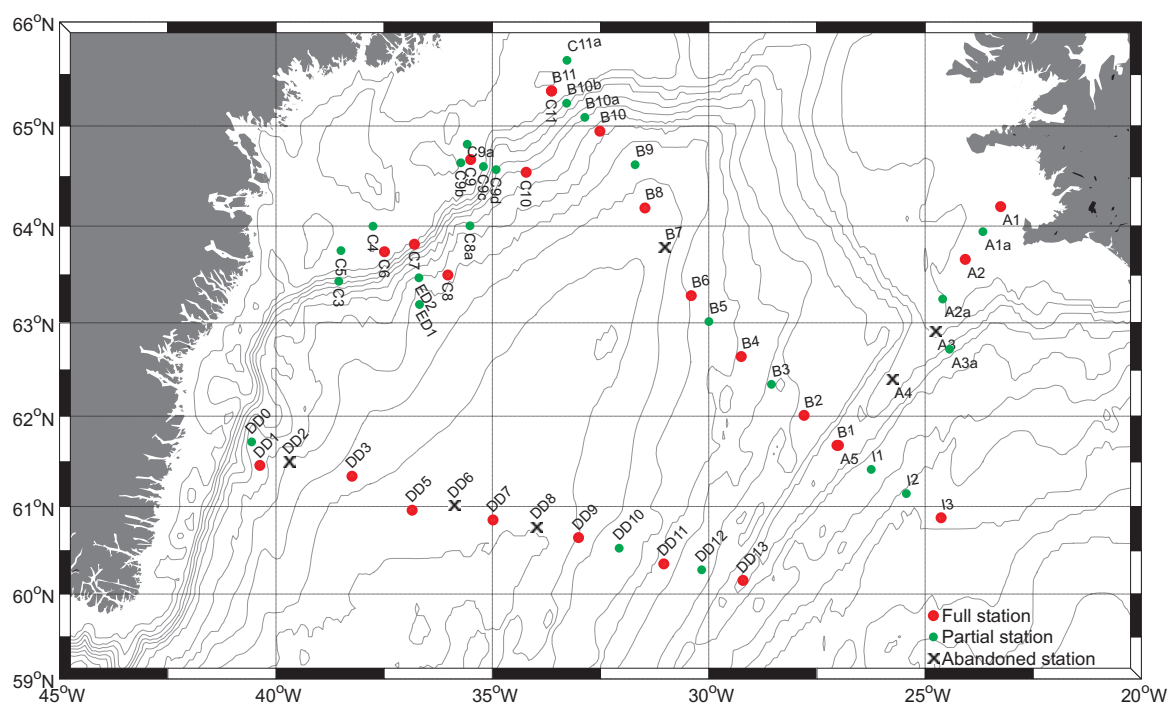 66°N
65°N
64°N
63°N
62°N
61°N
60°N
59°N
45°W
40°W
35°W
30°W
25°W
20°W
C11a
B11
C11
B10b
B10a
B10
B9
B8
B7
B6
B5
B4
B3
B2
B1
A5
A4
A3
A3a
A2a
A2
A1a
A1
C9a
C9
C9b
C9c
C9d
C10
C8a
C8
C7
C6
C4
C5
C3
ED2
ED1
DD0
DD1
DD2
DD3
DD5
DD6
DD7
DD8
DD9
DD10
DD11
DD12
DD13
I1
I2
I3
Full station
Partial station
Abandoned station